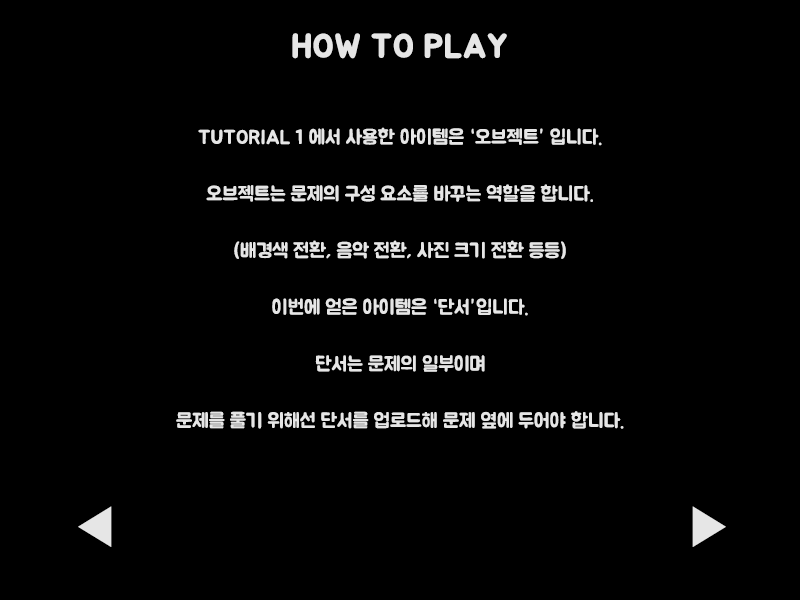 HOW TO PLAY
TUTORIAL 1 에서 사용한 아이템은 '오브젝트' 입니다.
오브젝트는 문제의 구성 요소를 바꾸는 역할을 합니다.
(배경색 전환, 음악 전환, 사진 크기 전환 등등)
이번에 얻은 아이템은 '단서'입니다.
단서는 문제의 일부이며
문제를 풀기 위해선 단서를 업로드해 문제 옆에 두어야 합니다.